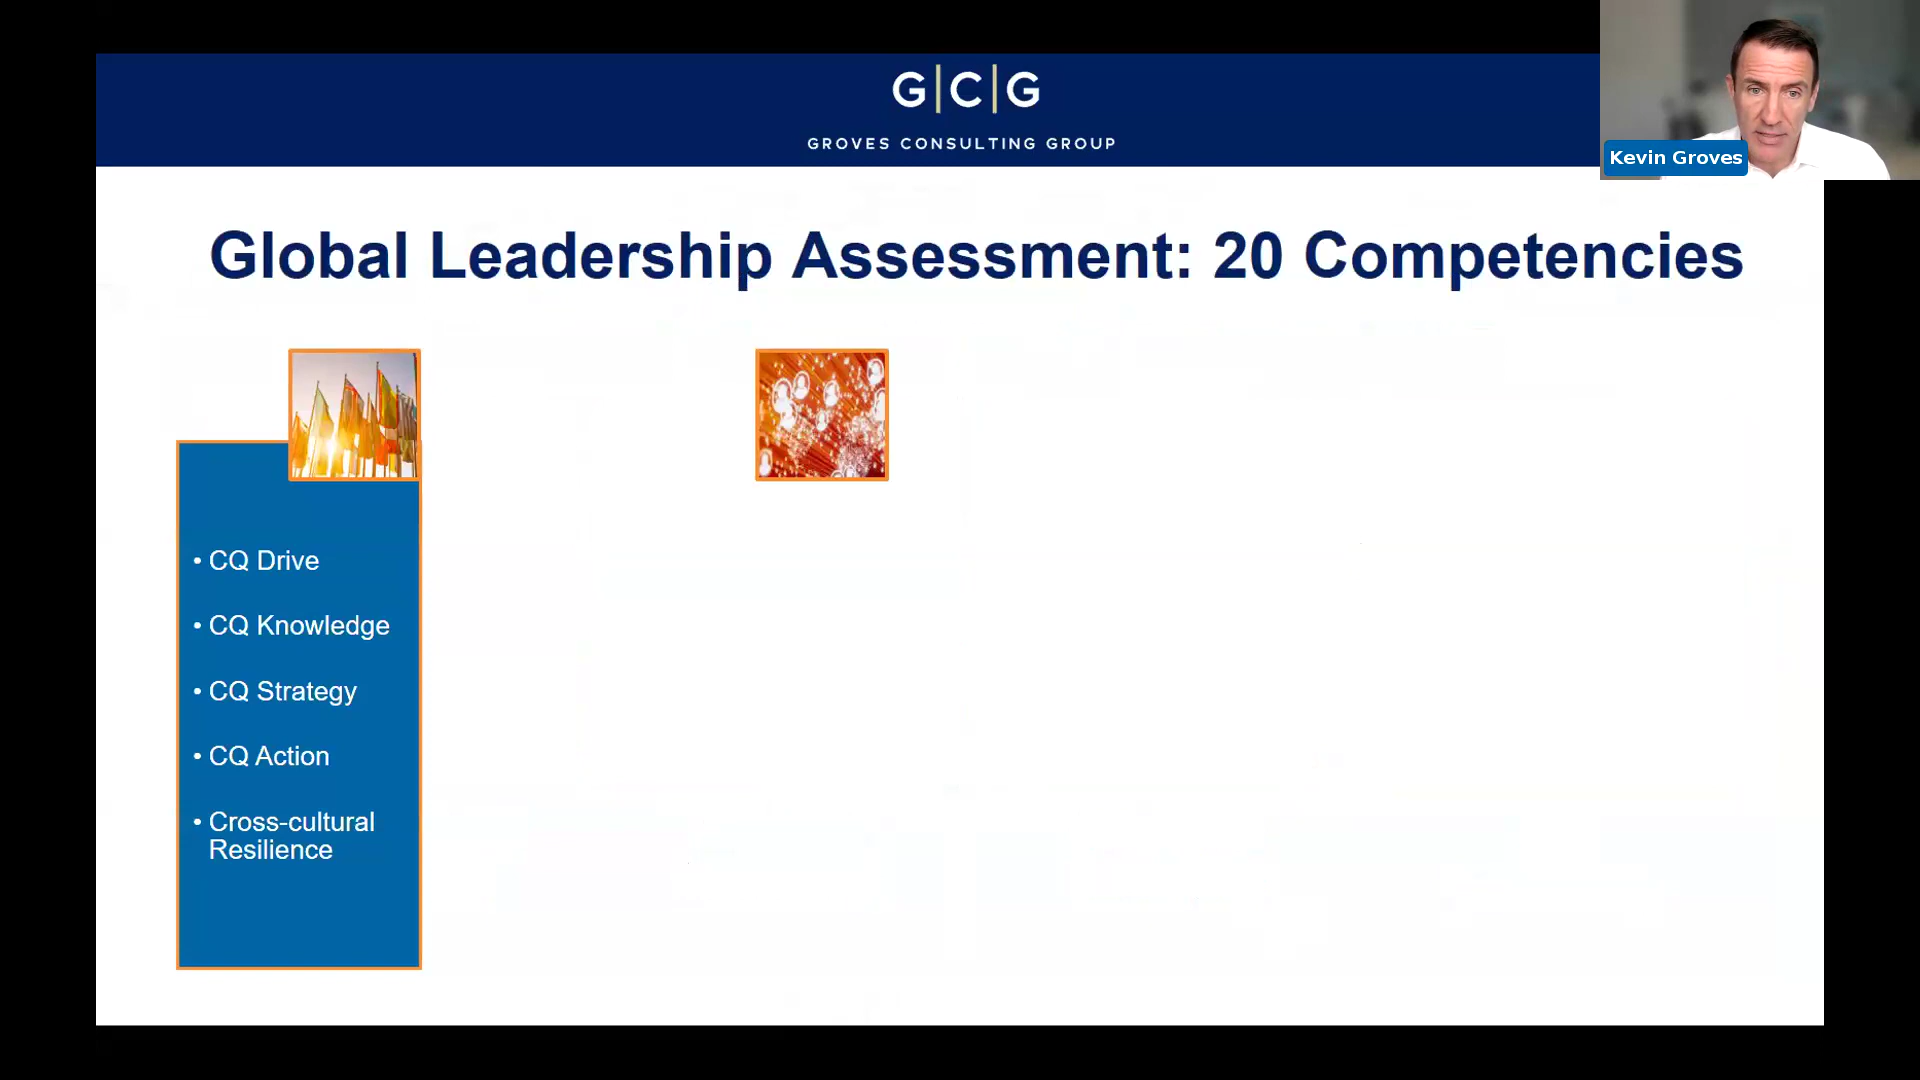 G|C|G
GROVES CONSULTING GROUP
Kevin Groves
Global Leadership Assessment: 20 Competencies
• CQ Drive
• CQ Knowledge
• CQ Strategy
• CQ Action
• Cross-cultural
Resilience